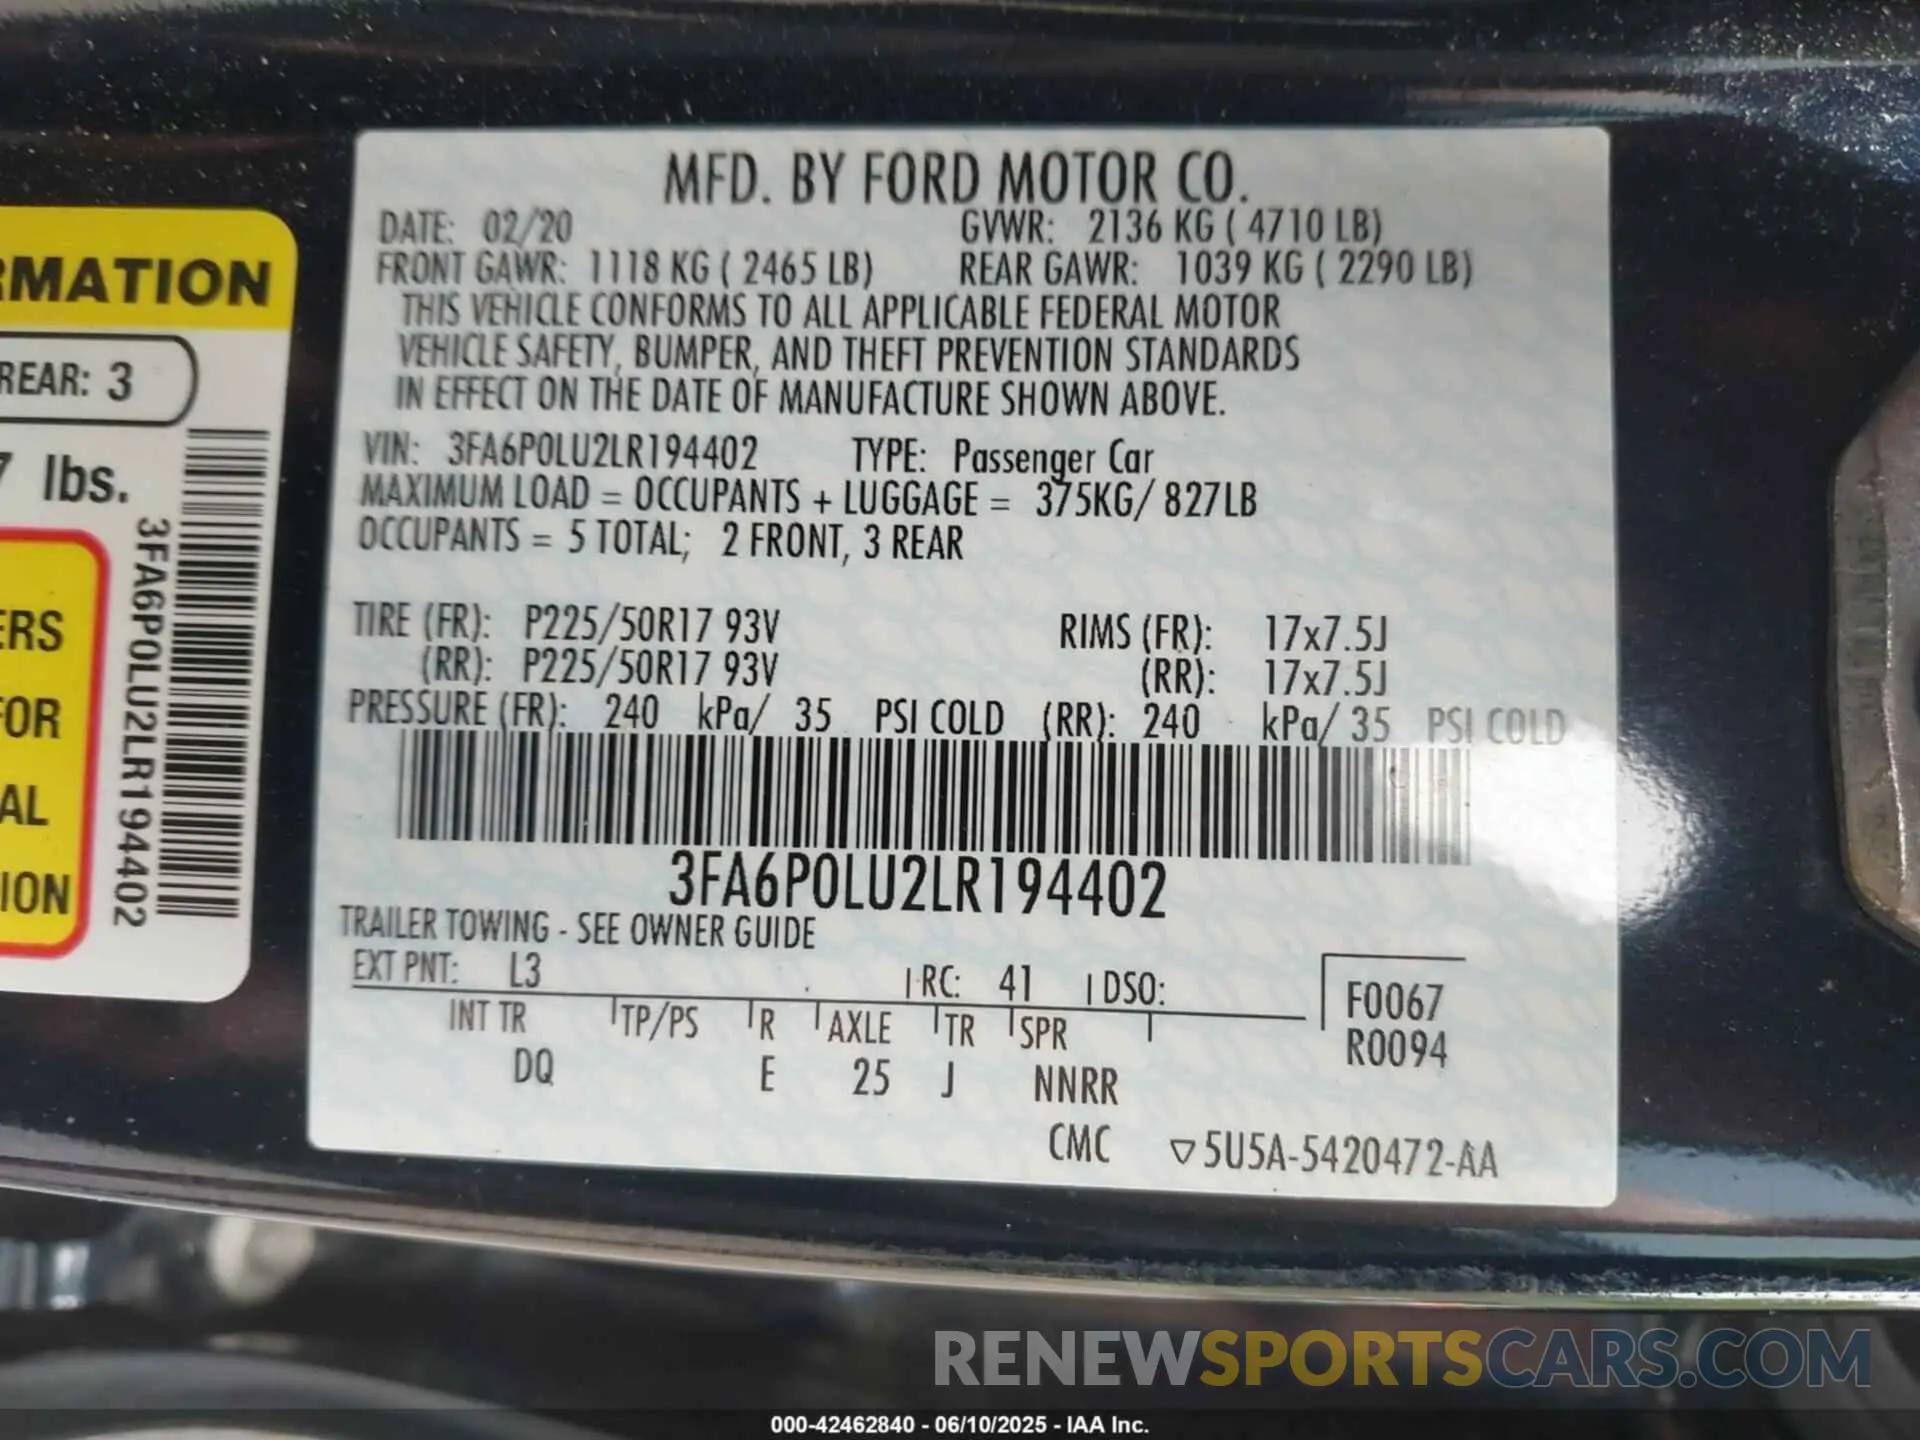 RMATION
REAR: 3
7 lbs.
ERS
FOR
AL
ION
3FA6P0LU2LR194402
MFD. BY FORD MOTOR CO.
DATE: 02/20 GVWR: 2136 KG ( 4710 LB)
FRONT GAWR: 1118 KG ( 2465 LB) REAR GAWR: 1039 KG ( 2290 LB)
THIS VEHICLE CONFORMS TO ALL APPLICABLE FEDERAL MOTOR
VEHICLE SAFETY, BUMPER, AND THEFT PREVENTION STANDARDS
IN EFFECT ON THE DATE OF MANUFACTURE SHOWN ABOVE.
VIN: 3FA6P0LU2LR194402 TYPE: Passenger Car
MAXIMUM LOAD = OCCUPANTS + LUGGAGE = 375KG/ 827LB
OCCUPANTS = 5 TOTAL; 2 FRONT, 3 REAR
TIRE (FR): P225/50R17 93V RIMS (FR): 17x7.5J
(RR): P225/50R17 93V (RR): 17x7.5J
PRESSURE (FR): 240 kPa/ 35 PSI COLD (RR): 240 kPa/ 35 PSI COLD
3FA6P0LU2LR194402
TRAILER TOWING - SEE OWNER GUIDE
EXT PNT: L3 RC: 41 DSO:
INT TR TP/PS R AXLE TR SPR
DQ E 25 J NNRR
F0067
R0094
CMC ▽5U5A-5420472-AA
RENEWSPORTSCARS.COM
000-42462840 - 06/10/2025 - IAA Inc.